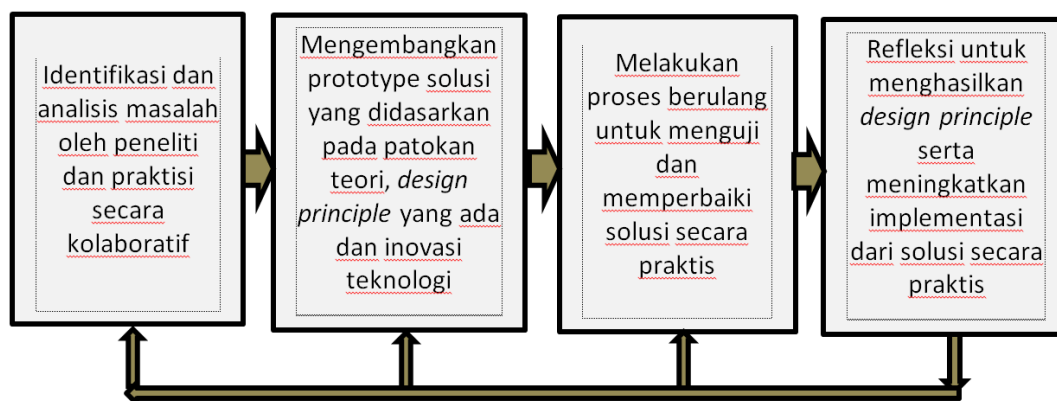 Identifikasi dan
analisis masalah
oleh peneliti
dan praktisi
secara
kolaboratif
Mengembangkan
prototype solusi
yang didasarkan
pada patokan
teori, design
principle yang ada
dan inovasi
teknologi
Melakukan
proses berulang
untuk menguji
dan
memperbaiki
solusi secara
praktis
Refleksi untuk
menghasilkan
design principle
serta
meningkatkan
implementasi
dari solusi secara
praktis